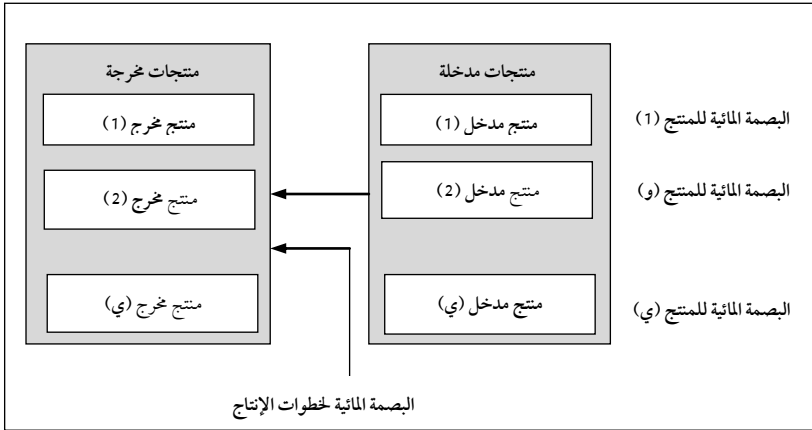 منتجات مدخلة
منتجات مخرجة
البصمة المائية للمنتج (1)
منتج مدخل (1)
منتج مخرج (1)
البصمة المائية للمنتج (و)
منتج مدخل (2)
منتج مخرج (2)
البصمة المائية للمنتج (ي)
منتج مدخل (ي)
منتج مخرج (ي)
البصمة المائية لخطوات الإنتاج